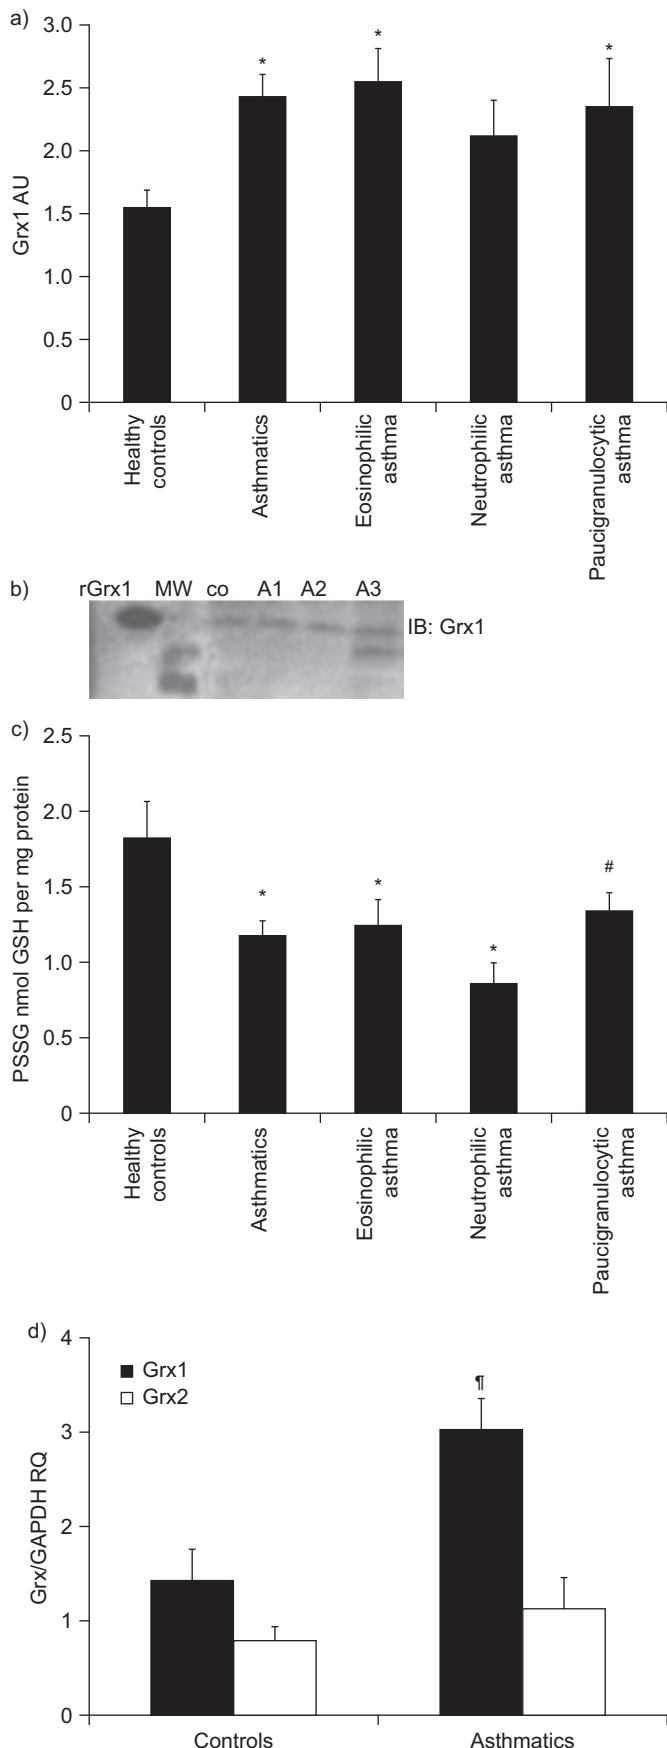 a)
3.0
2.5
2.0
1.5
1.0
0.5
0
Grx1 AU
*
*
*
Healthy
controls
Asthmatics
Eosinophilic
asthma
Neutrophilic
asthma
Paucigranulocytic
asthma
b)
rGrx1 MW co A1 A2 A3
IB: Grx1
c)
2.5
2.0
1.5
1.0
0.5
0
PSSG nmol GSH per mg protein
*
*
*
#
Healthy
controls
Asthmatics
Eosinophilic
asthma
Neutrophilic
asthma
Paucigranulocytic
asthma
d)
4
3
2
1
0
Grx/GAPDH RQ
Grx1
Grx2
¶
Controls Asthmatics